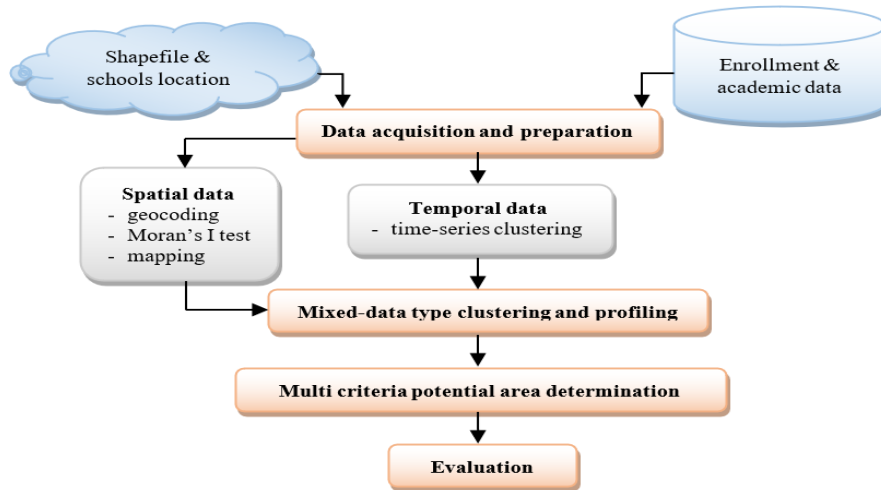 Shapefile &
schools location
Enrollment &
academic data
Data acquisition and preparation
Spatial data
- geocoding
- Moran's I test
- mapping
Temporal data
- time-series clustering
Mixed-data type clustering and profiling
Multi criteria potential area determination
Evaluation